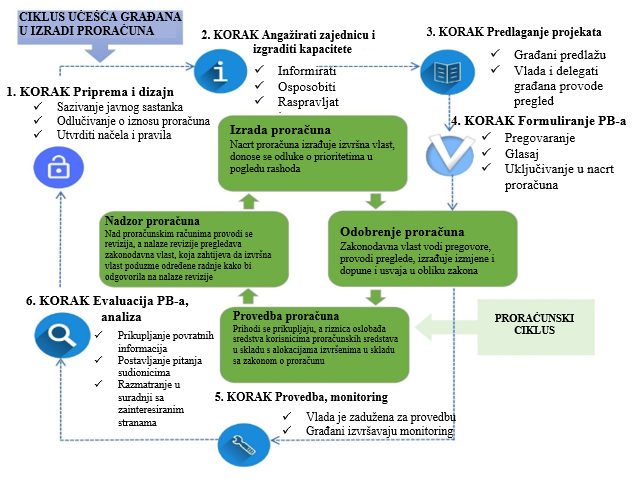 CIKLUS UČEŠĆA GRAĐANA
U IZRADI PRORAČUNA
2. KORAK Angažirati zajednicu i
izgraditi kapacitete
Informirati
Osposobiti
Raspravljat
3. KORAK Predlaganje projekata
Građani predlažu
Vlada i delegati
građana provode
pregled
1. KORAK Priprema i dizajn
Sazivanje javnog sastanka
Odlučivanje o iznosu proračuna
Utvrditi načela i pravila
4. KORAK Formuliranje PB-a
Pregovaranje
Glasaj
Uključivanje u nacrt
proračuna
Izrada proračuna
Nacrt proračuna izrađuje izvršna vlast,
donose se odluke o prioritetima u
pogledu rashoda
Nadzor proračuna
Nad proračunskim računima provodi se
revizija, a nalaze revizije pregledava
zakonodavna vlast, koja zahtijeva da izvršna
vlast poduzme određene radnje kako bi
odgovorila na nalaze revizije
Odobrenje proračuna
Zakonodavna vlast vodi pregovore,
provodi preglede, izrađuje izmjene i
dopune i usvaja u obliku zakona
Provedba proračuna
Prihodi se prikupljaju, a riznica oslobađa
sredstva korisnicima proračunskih sredstava
u skladu s alokacijama izvršenima u skladu
sa zakonom o proračunu
PRORAČUNSKI
CIKLUS
6. KORAK Evaluacija PB-a,
analiza
Prikupljanje povratnih
informacija
Postavljanje pitanja
sudionicima
Razmatranje u
suradnji sa
zainteresiranim
stranama
5. KORAK Provedba, monitoring
Vlada je zadužena za provedbu
Građani izvršavaju monitoring